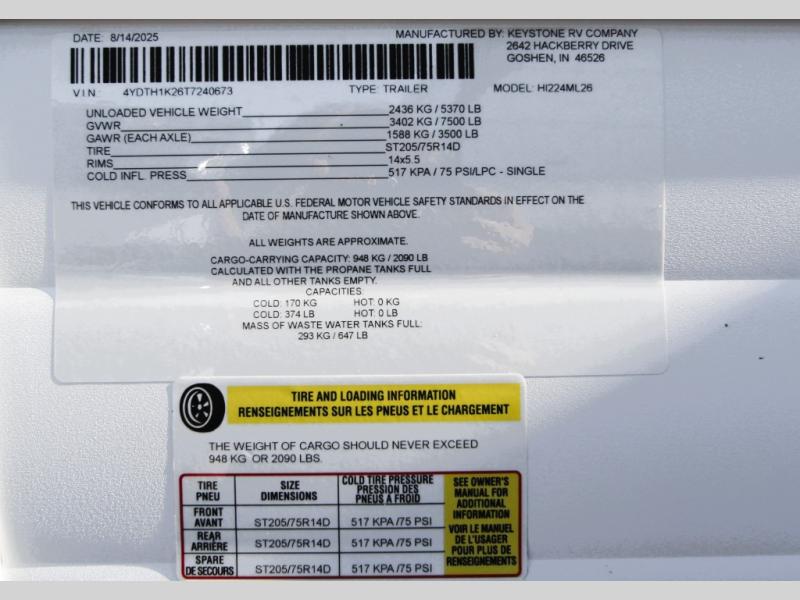 DATE: 8/14/2025 MANUFACTURED BY: KEYSTONE RV COMPANY
2642 HACKBERRY DRIVE
GOSHEN, IN 46526
VIN: 4YDTH1K26T7240673 TYPE: TRAILER MODEL: HI224ML26
UNLOADED VEHICLE WEIGHT 2436 KG / 5370 LB
GVWR 3402 KG / 7500 LB
GAWR (EACH AXLE) 1588 KG / 3500 LB
TIRE ST205/75R14D
RIMS 14x5.5
COLD INFL. PRESS 517 KPA / 75 PSI/LPC - SINGLE
THIS VEHICLE CONFORMS TO ALL APPLICABLE U.S. FEDERAL MOTOR VEHICLE SAFETY STANDARDS IN EFFECT ON THE
DATE OF MANUFACTURE SHOWN ABOVE.
ALL WEIGHTS ARE APPROXIMATE.
CARGO-CARRYING CAPACITY: 948 KG / 2090 LB
CALCULATED WITH THE PROPANE TANKS FULL
AND ALL OTHER TANKS EMPTY.
CAPACITIES
COLD: 170 KG HOT: 0 KG
COLD: 374 LB HOT: 0 LB
MASS OF WASTE WATER TANKS FULL:
293 KG / 647 LB
TIRE AND LOADING INFORMATION
RENSEIGNEMENTS SUR LES PNEUS ET LE CHARGEMENT
THE WEIGHT OF CARGO SHOULD NEVER EXCEED
948 KG OR 2090 LBS.
TIRE
PNEU
SIZE
DIMENSIONS
COLD TIRE PRESSURE
PRESSION DES
PNEUS A FROID
FRONT
AVANT
ST205/75R14D 517 KPA /75 PSI
REAR
ARRIÈRE
ST205/75R14D 517 KPA /75 PSI
SPARE
DE SECOURS
ST205/75R14D 517 KPA /75 PSI
SEE OWNER'S
MANUAL FOR
ADDITIONAL
INFORMATION
VOIR LE MANUEL
DE L'USAGER
POUR PLUS DE
RENSEIGNEMENTS